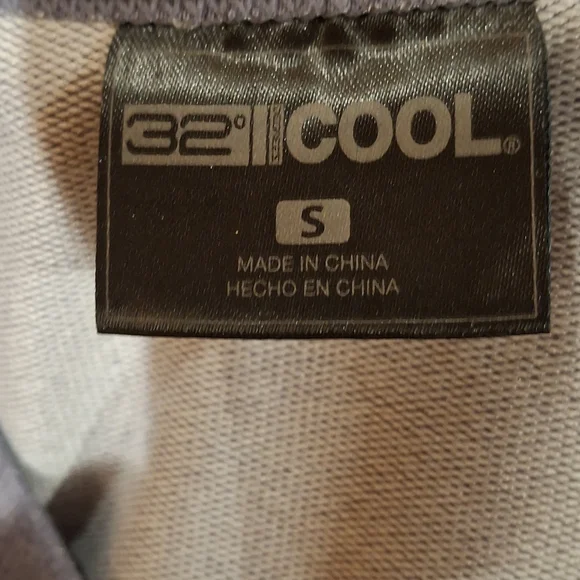 32° COOL®
S
MADE IN CHINA
HECHO EN CHINA